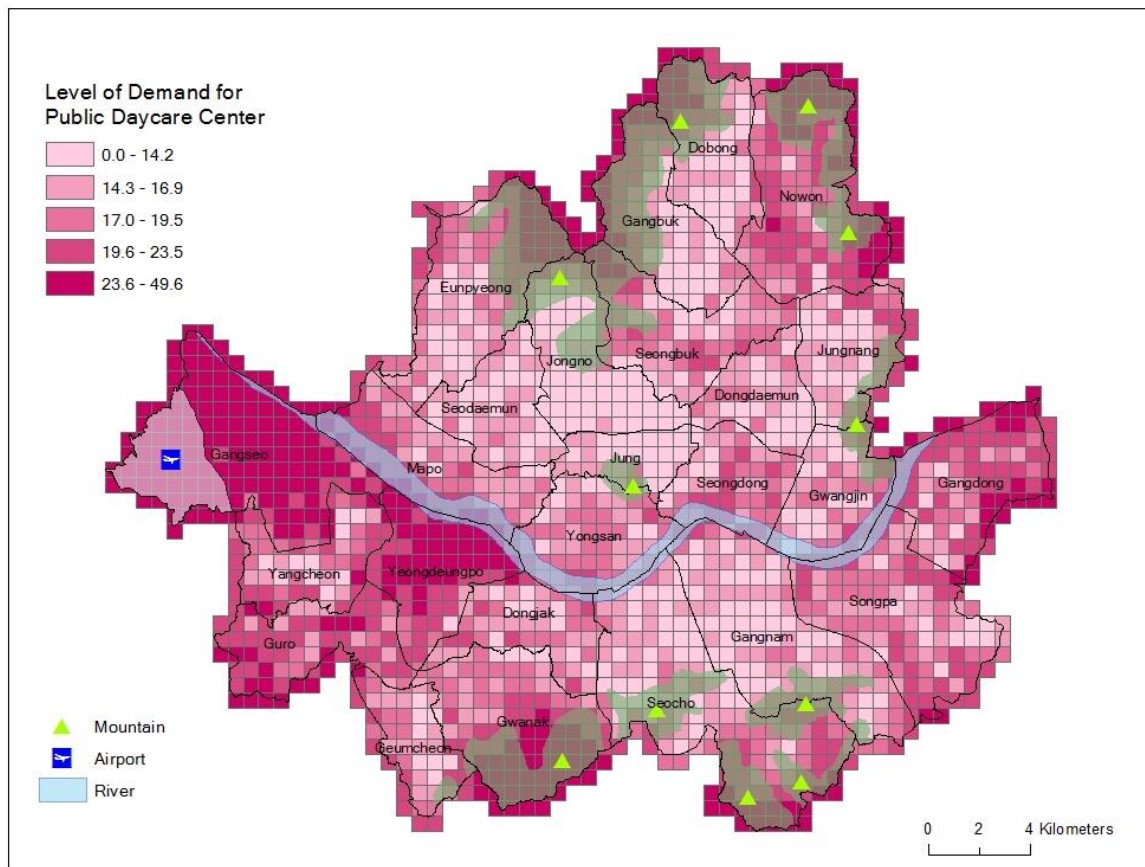 Level of Demand for
Public Daycare Center
0.0 - 14.2
14.3 - 16.9
17.0 - 19.5
19.6 - 23.5
23.6 - 49.6
Dobong
Nowon
Gangbuk
Eunpyeong
Jungnang
Seongbuk
Jongno
Dongdaemun
Seodaemun
Gangseo
Jung
Mapo
Seongdong
Gangdong
Gwangjin
Yongsan
Yangcheon
Yeongdeungpo
Songpa
Dongjak
Gangnam
Guro
Seocho
Gwanak
Geumcheon
Mountain
Airport
River
0 2 4 Kilometers